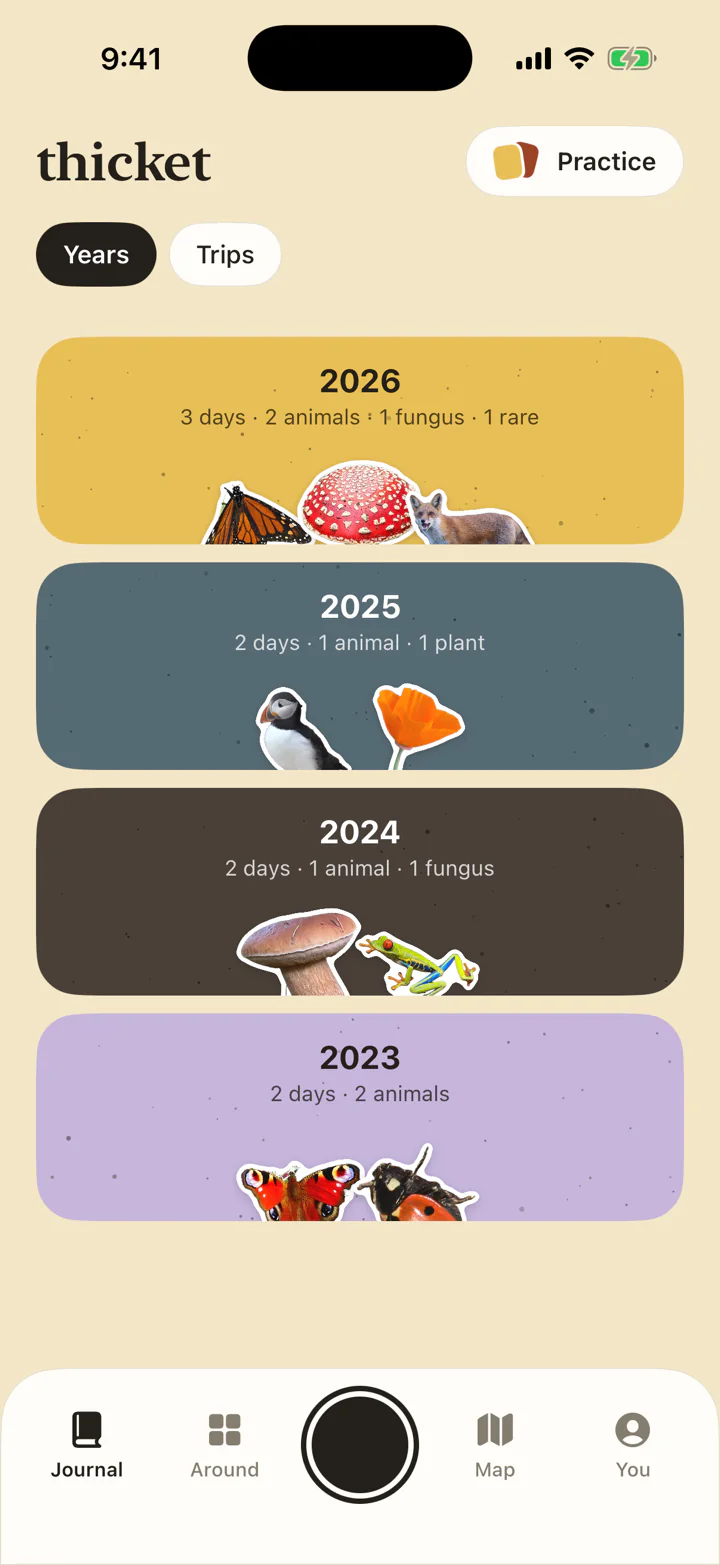 9:41
thicket
Practice
Years
Trips
2026
3 days · 2 animals · 1 fungus · 1 rare
2025
2 days · 1 animal · 1 plant
2024
2 days · 1 animal · 1 fungus
2023
2 days · 2 animals
Journal
Around
Map
You